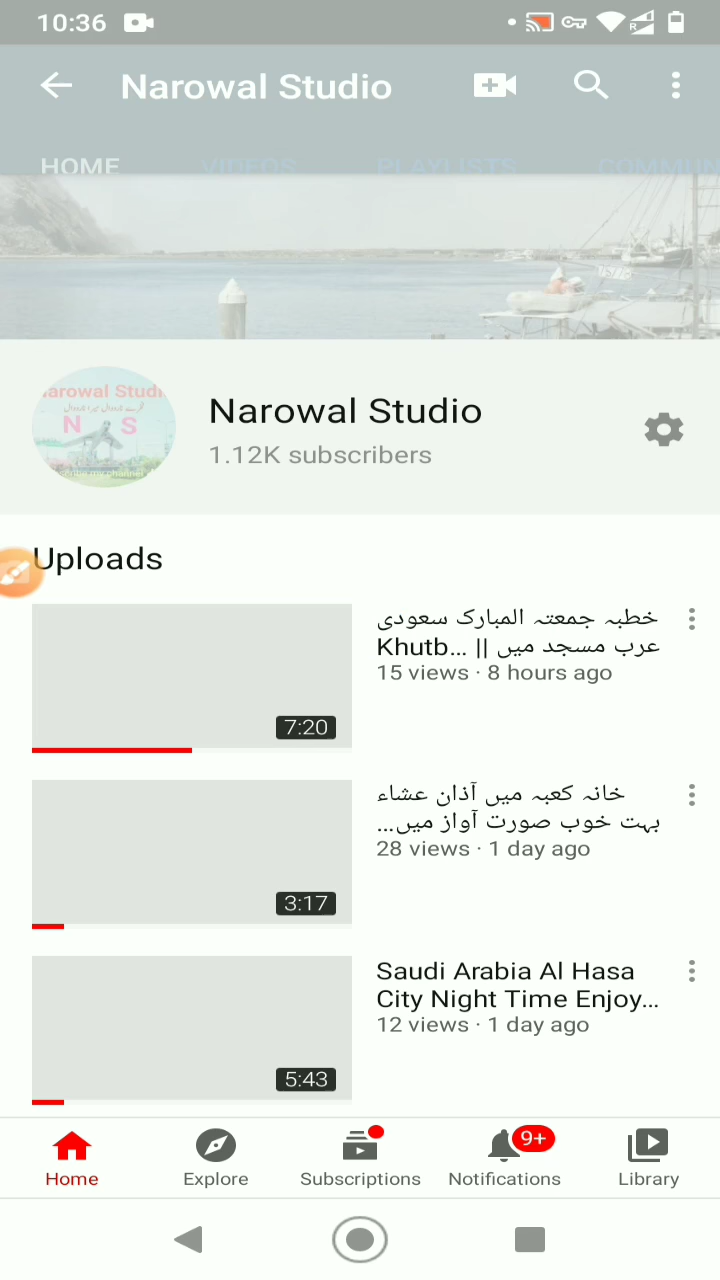 10:36
R
Narowal Studio
HOME VIDEOS PLAYLISTS COMMUN
Narowal Studi
N S
Narowal Studio
1.12K subscribers
Uploads
خطبہ جمعتہ المبارک سعودی
عرب مسجد میں || Khutb...
15 views · 8 hours ago
7:20
خانہ کعبہ میں آذان عشاء
بہت خوب صورت آواز میں...
28 views · 1 day ago
3:17
Saudi Arabia Al Hasa
City Night Time Enjoy...
12 views · 1 day ago
5:43
9+
Home Explore Subscriptions Notifications Library